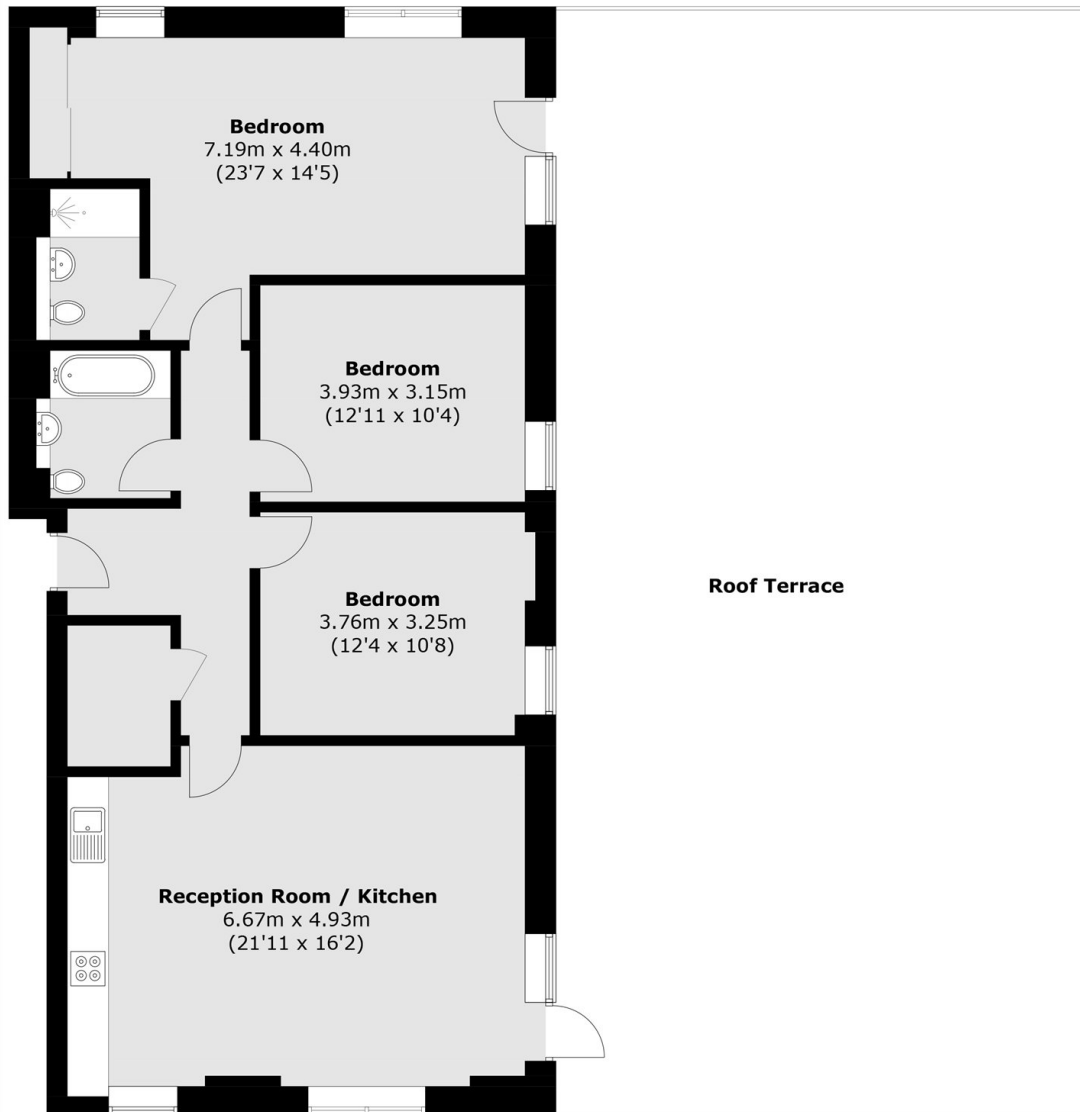 Bedroom
7.19m x 4.40m
(23'7 x 14'5)
Bedroom
3.93m x 3.15m
(12'11 x 10'4)
Bedroom
3.76m x 3.25m
(12'4 x 10'8)
Roof Terrace
Reception Room / Kitchen
6.67m x 4.93m
(21'11 x 16'2)